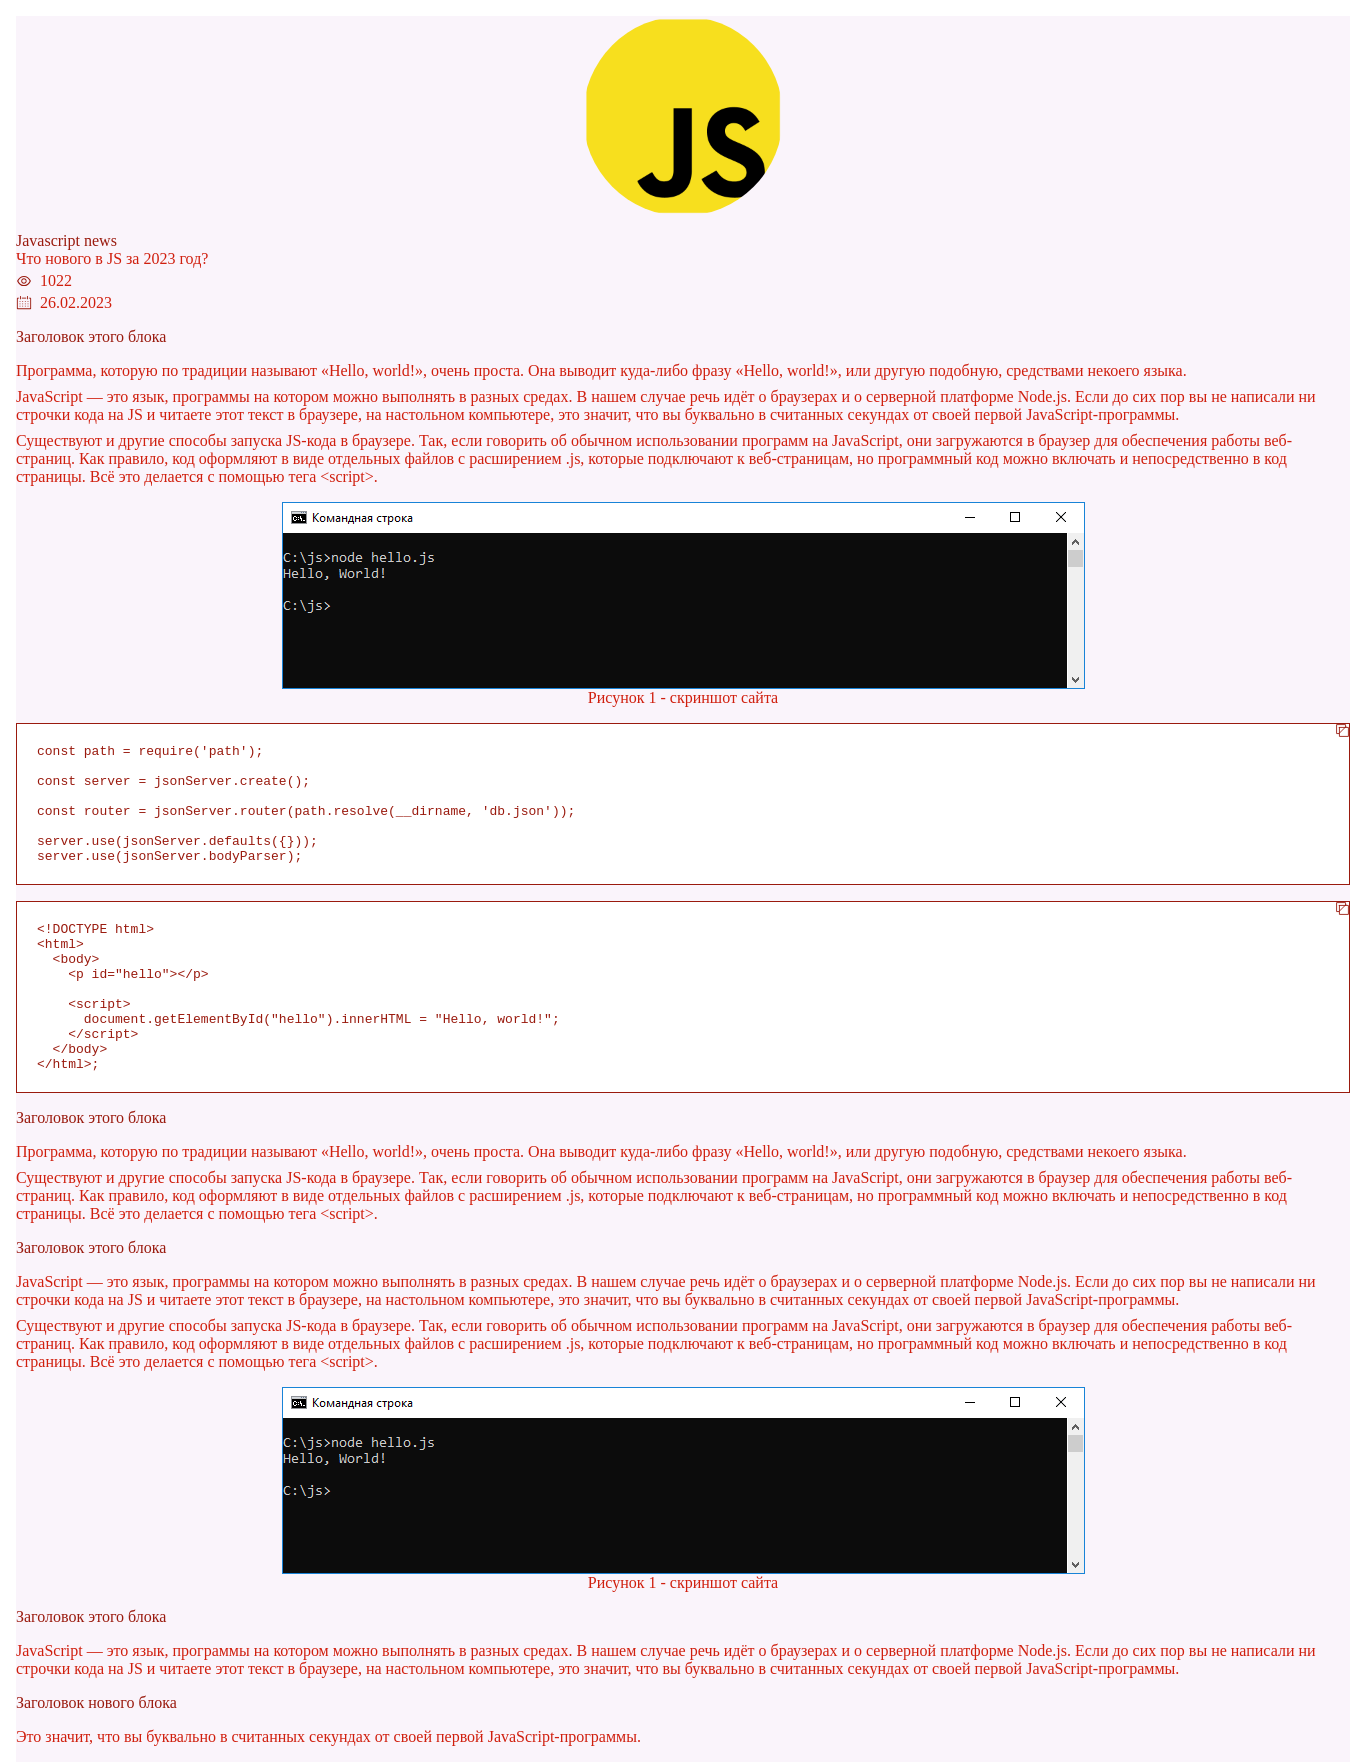 JS
Javascript news
Что нового в JS за 2023 год?
1022
26.02.2023
Заголовок этого блока
Программа, которую по традиции называют «Hello, world!», очень проста. Она выводит куда-либо фразу «Hello, world!», или другую подобную, средствами некоего языка.
JavaScript — это язык, программы на котором можно выполнять в разных средах. В нашем случае речь идёт о браузерах и о серверной платформе Node.js. Если до сих пор вы не написали ни
строчки кода на JS и читаете этот текст в браузере, на настольном компьютере, это значит, что вы буквально в считанных секундах от своей первой JavaScript-программы.
Существуют и другие способы запуска JS-кода в браузере. Так, если говорить об обычном использовании программ на JavaScript, они загружаются в браузер для обеспечения работы веб-
страниц. Как правило, код оформляют в виде отдельных файлов с расширением .js, которые подключают к веб-страницам, но программный код можно включать и непосредственно в код
страницы. Всё это делается с помощью тега <script>.
Командная строка
C:\js>node hello.js
Hello, World!
C:\js>
Рисунок 1 - скриншот сайта
const path = require('path');
const server = jsonServer.create();
const router = jsonServer.router(path.resolve(__dirname, 'db.json'));
server.use(jsonServer.defaults({}));
server.use(jsonServer.bodyParser);
<!DOCTYPE html>
<html>
  <body>
    <p id="hello"></p>
    <script>
      document.getElementById("hello").innerHTML = "Hello, world!";
    </script>
  </body>
</html>;
Заголовок этого блока
Программа, которую по традиции называют «Hello, world!», очень проста. Она выводит куда-либо фразу «Hello, world!», или другую подобную, средствами некоего языка.
Существуют и другие способы запуска JS-кода в браузере. Так, если говорить об обычном использовании программ на JavaScript, они загружаются в браузер для обеспечения работы веб-
страниц. Как правило, код оформляют в виде отдельных файлов с расширением .js, которые подключают к веб-страницам, но программный код можно включать и непосредственно в код
страницы. Всё это делается с помощью тега <script>.
Заголовок этого блока
JavaScript — это язык, программы на котором можно выполнять в разных средах. В нашем случае речь идёт о браузерах и о серверной платформе Node.js. Если до сих пор вы не написали ни
строчки кода на JS и читаете этот текст в браузере, на настольном компьютере, это значит, что вы буквально в считанных секундах от своей первой JavaScript-программы.
Существуют и другие способы запуска JS-кода в браузере. Так, если говорить об обычном использовании программ на JavaScript, они загружаются в браузер для обеспечения работы веб-
страниц. Как правило, код оформляют в виде отдельных файлов с расширением .js, которые подключают к веб-страницам, но программный код можно включать и непосредственно в код
страницы. Всё это делается с помощью тега <script>.
Командная строка
C:\js>node hello.js
Hello, World!
C:\js>
Рисунок 1 - скриншот сайта
Заголовок этого блока
JavaScript — это язык, программы на котором можно выполнять в разных средах. В нашем случае речь идёт о браузерах и о серверной платформе Node.js. Если до сих пор вы не написали ни
строчки кода на JS и читаете этот текст в браузере, на настольном компьютере, это значит, что вы буквально в считанных секундах от своей первой JavaScript-программы.
Заголовок нового блока
Это значит, что вы буквально в считанных секундах от своей первой JavaScript-программы.